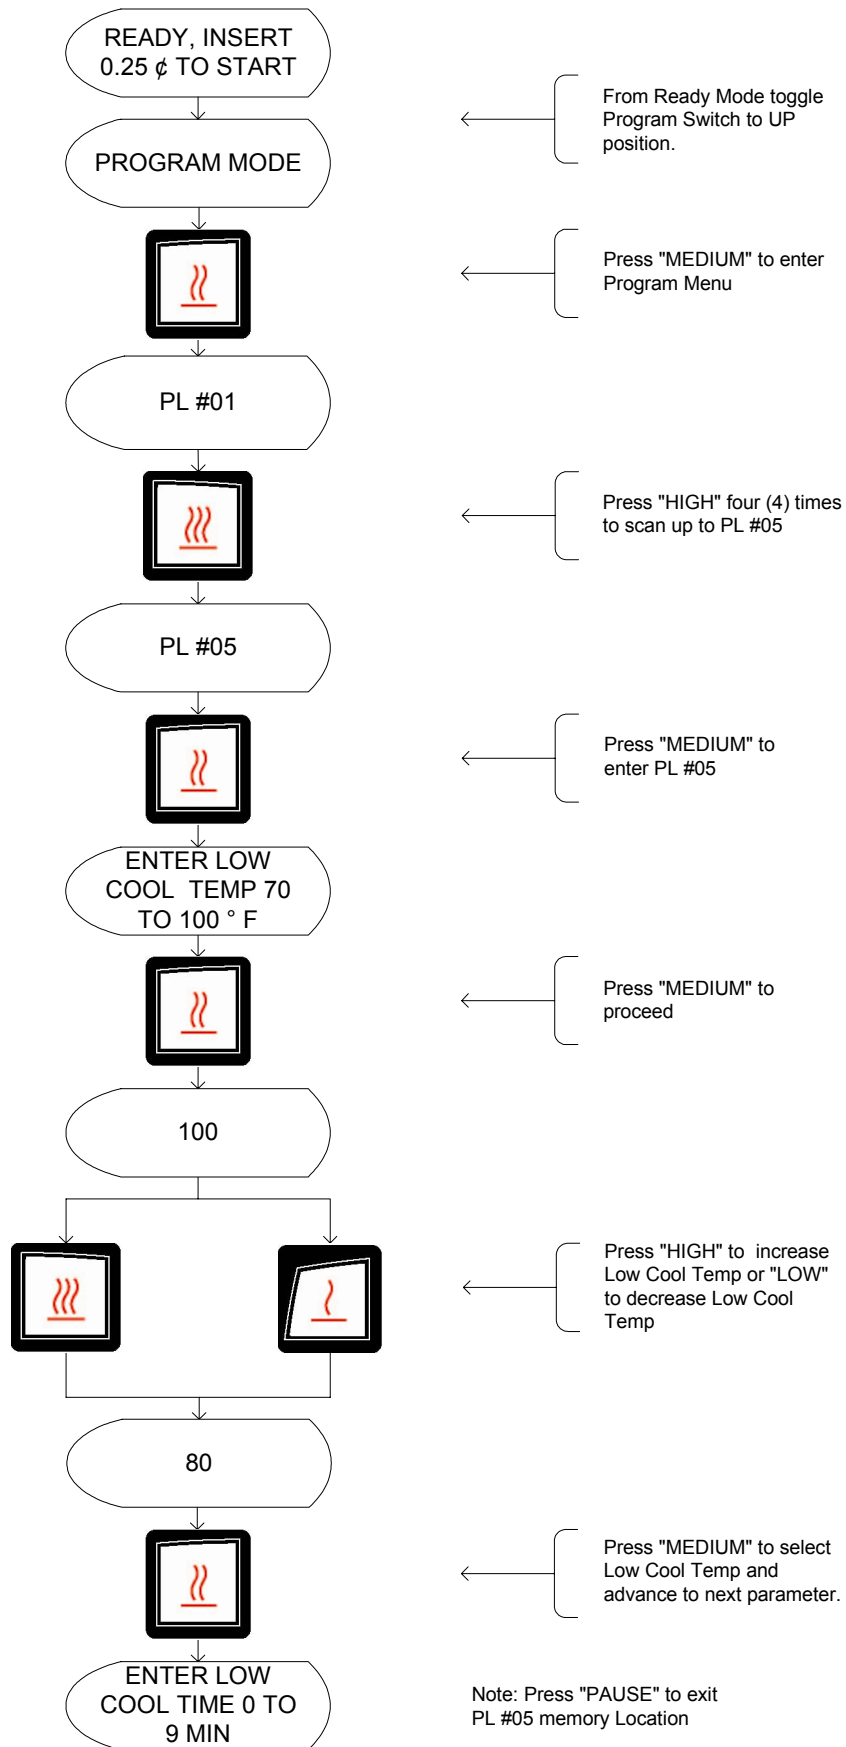 READY, INSERT
0.25 ¢ TO START
From Ready Mode toggle
Program Switch to UP
position.
PROGRAM MODE
Press "MEDIUM" to enter
Program Menu
PL #01
Press "HIGH" four (4) times
to scan up to PL #05
PL #05
Press "MEDIUM" to
enter PL #05
ENTER LOW
COOL TEMP 70
TO 100 ° F
Press "MEDIUM" to
proceed
100
Press "HIGH" to increase
Low Cool Temp or "LOW"
to decrease Low Cool
Temp
80
Press "MEDIUM" to select
Low Cool Temp and
advance to next parameter.
ENTER LOW
COOL TIME 0 TO
9 MIN
Note: Press "PAUSE" to exit
PL #05 memory Location